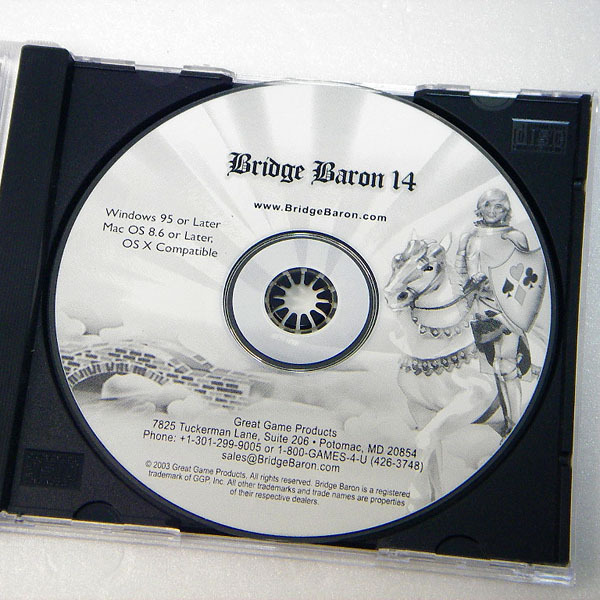 Bridge Baron 14
www.BridgeBaron.com
Windows 95 or Later
Mac OS 8.6 or Later,
OS X Compatible
Great Game Products
7825 Tuckerman Lane, Suite 206 • Potomac, MD 20854
Phone: +1-301-299-9005 or 1-800-GAMES-4-U (426-3748)
sales@BridgeBaron.com
© 2003 Great Game Products. All rights reserved. Bridge Baron is a registered
trademark of GGP, Inc. All other trademarks and trade names are properties
of their respective dealers.
disc